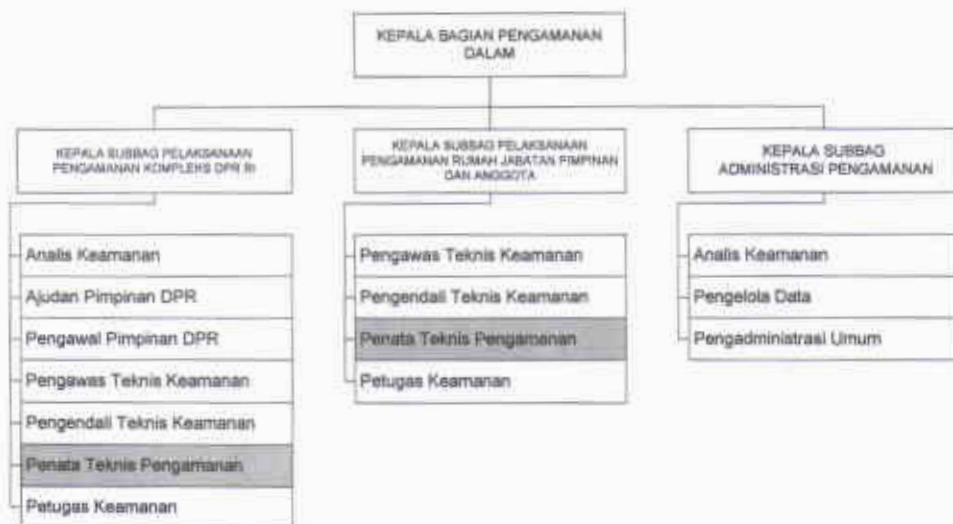 KEPALA BAGIAN PENGAMANAN
DALAM
KEPALA SUBBAG PELAKSANAAN
PENGAMANAN KOMPLEKS DPR RI
KEPALA SUBBAG PELAKSANAAN
PENGAMANAN RUMAH JABATAN PIMPINAN
DAN ANGGOTA
KEPALA SUBBAG
ADMINISTRASI PENGAMANAN
Analis Keamanan
Ajudan Pimpinan DPR
Pengawal Pimpinan DPR
Pengawas Teknis Keamanan
Pengendali Teknis Keamanan
Penata Teknis Pengamanan
Petugas Keamanan
Pengawas Teknis Keamanan
Pengendali Teknis Keamanan
Penata Teknis Pengamanan
Petugas Keamanan
Analis Keamanan
Pengelola Data
Pengadministrasi Umum